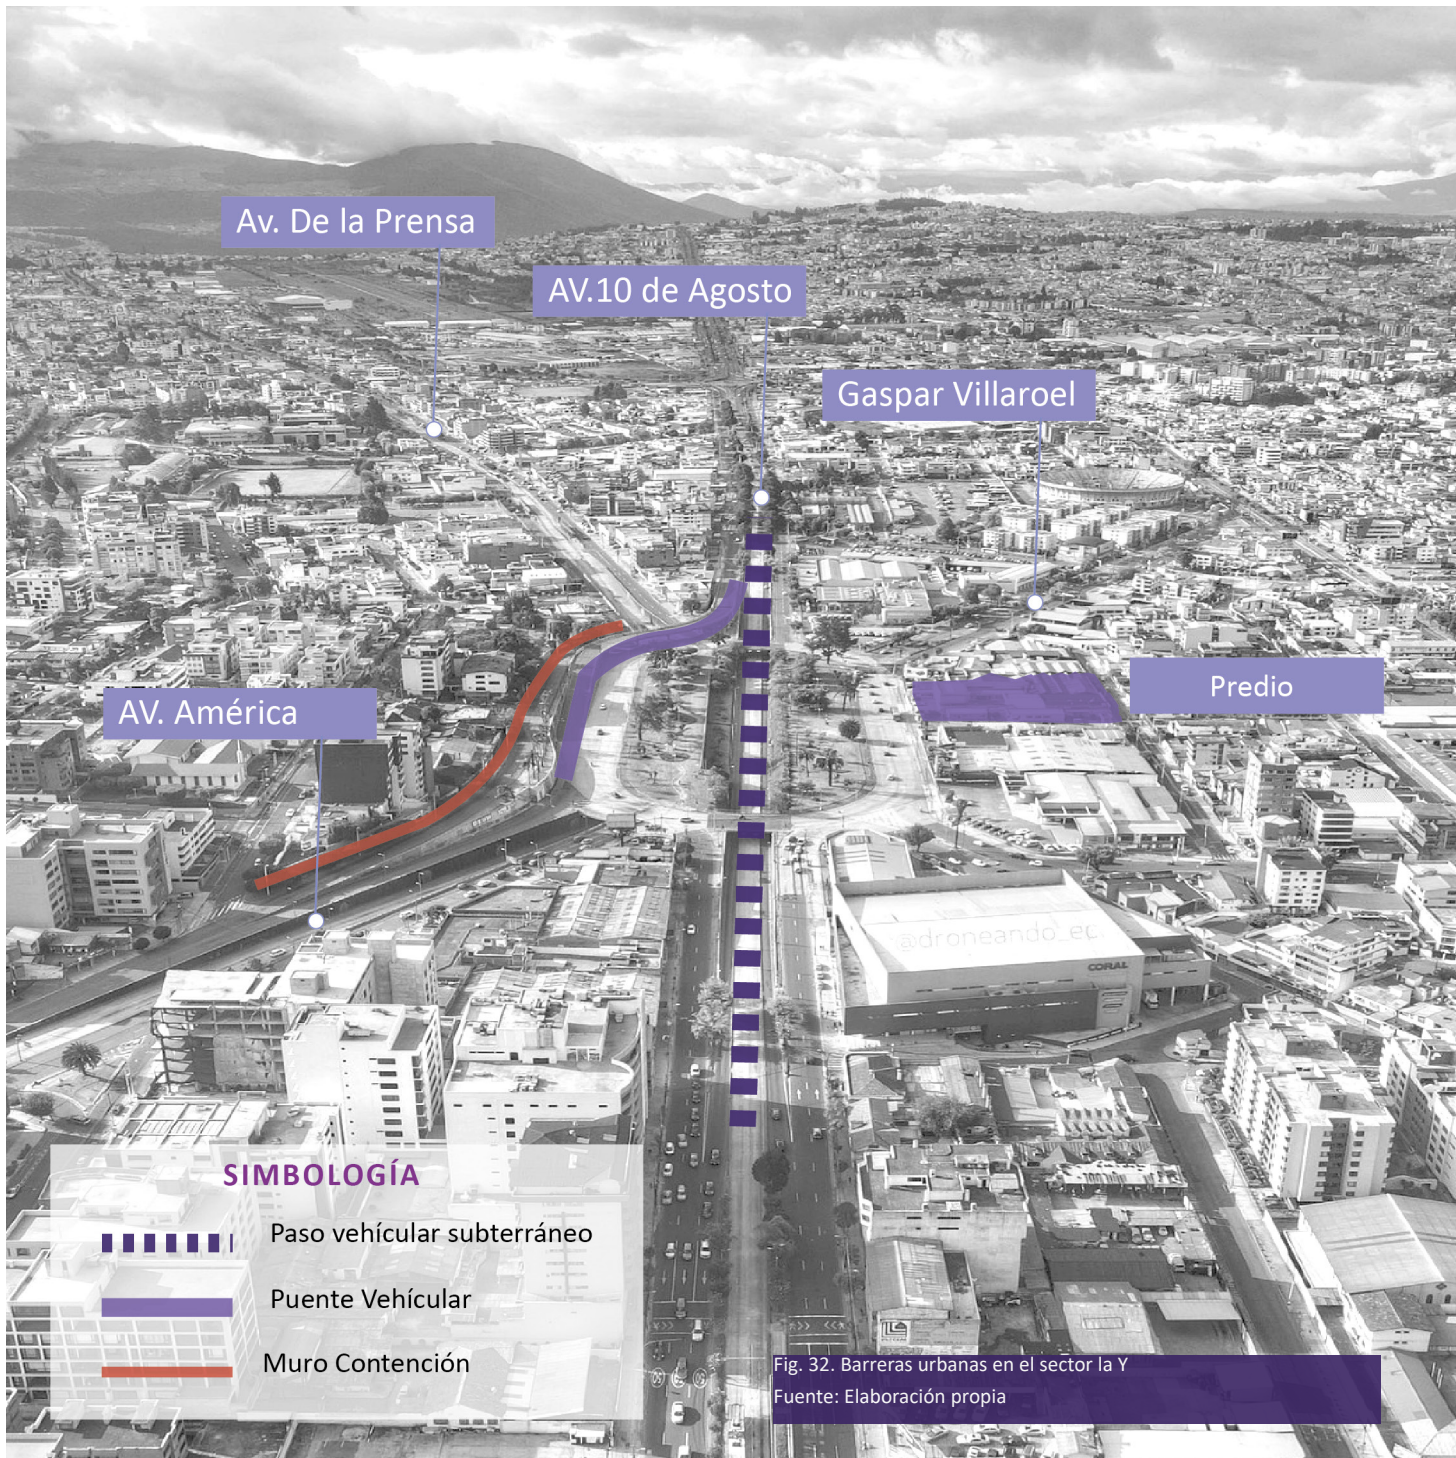 Av. De la Prensa
AV.10 de Agosto
Gaspar Villaroel
Predio
AV. América
@droneando_ec
CORAL
SIMBOLOGÍA
Paso vehícular subterráneo
Puente Vehícular
Muro Contención
Fig. 32. Barreras urbanas en el sector la Y
Fuente: Elaboración propia